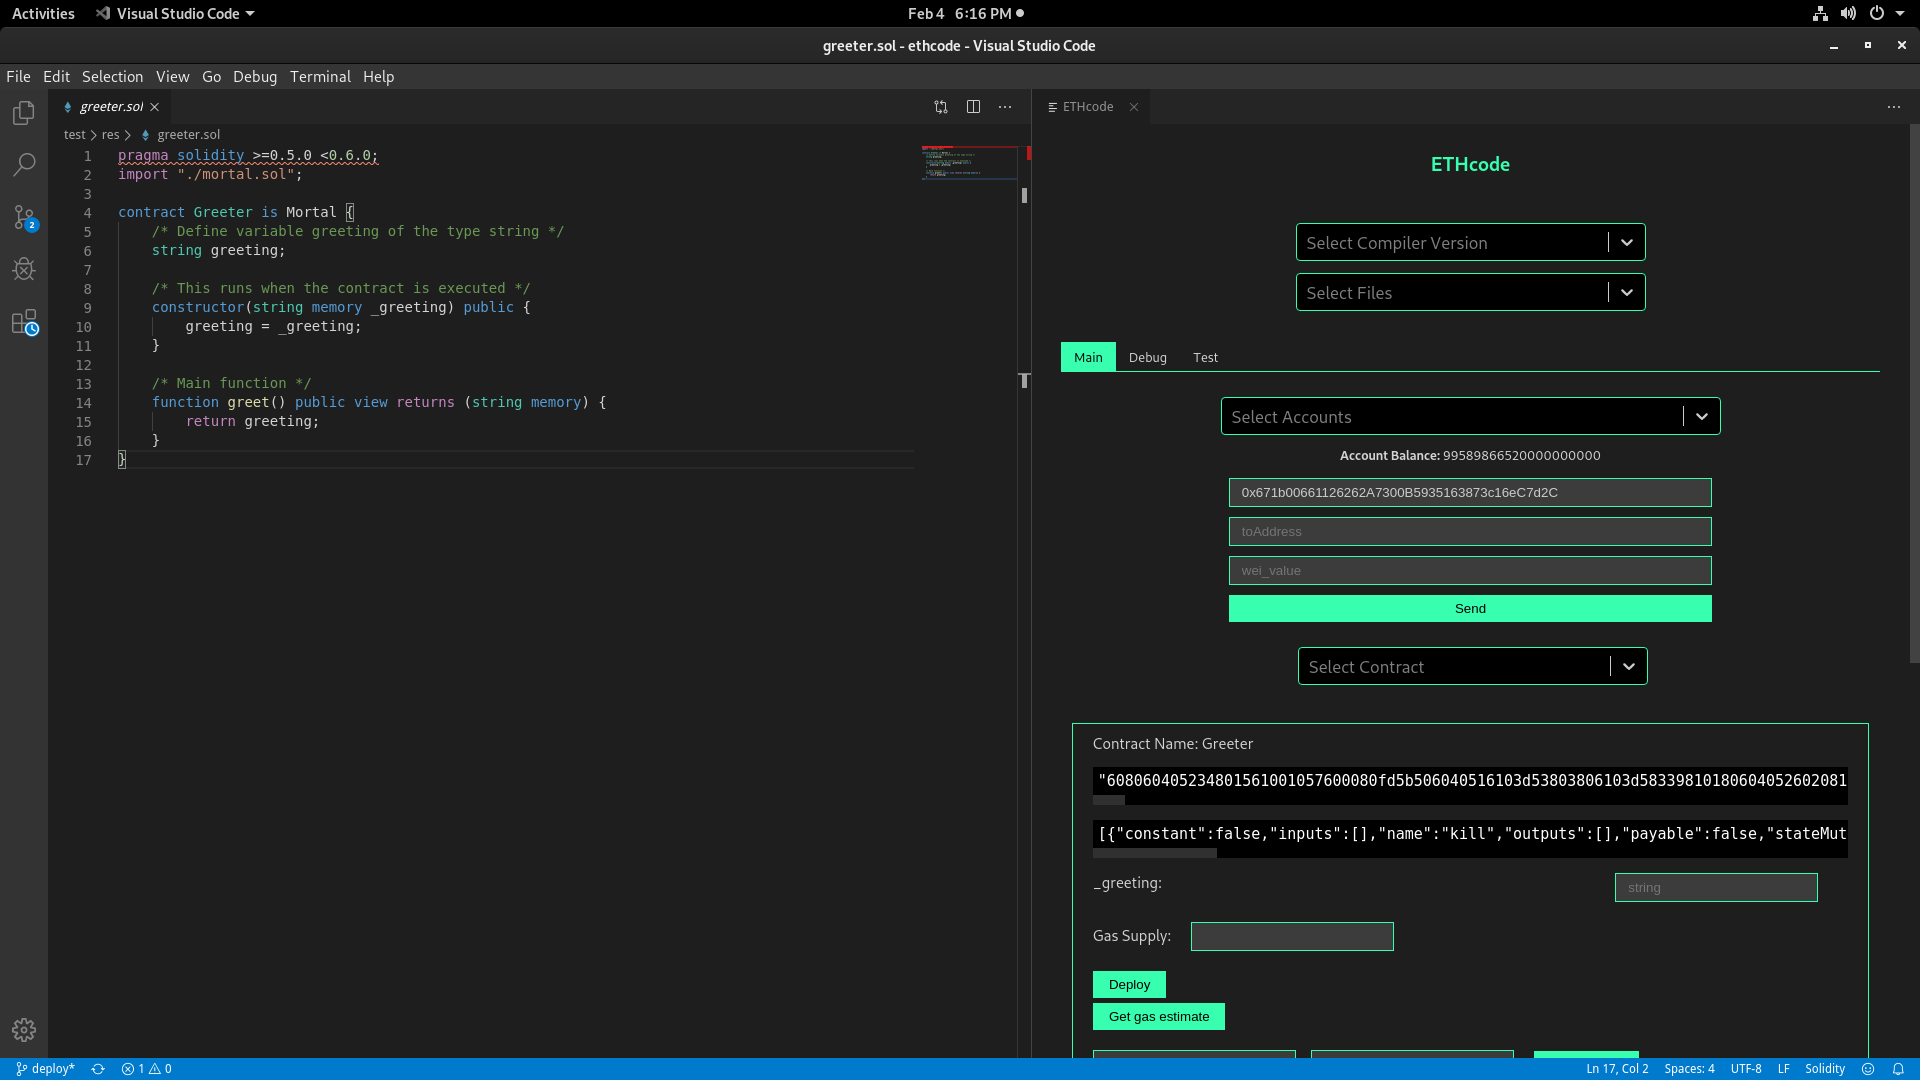 Activities Visual Studio Code Feb 4 6:16 PM
greeter.sol - ethcode - Visual Studio Code
File Edit Selection View Go Debug Terminal Help
greeter.sol
test > res > greeter.sol
1 pragma solidity >=0.5.0 <0.6.0;
2 import "./mortal.sol";
3
4 contract Greeter is Mortal {
5 /* Define variable greeting of the type string */
6 string greeting;
7
8 /* This runs when the contract is executed */
9 constructor(string memory _greeting) public {
10 greeting = _greeting;
11 }
12
13 /* Main function */
14 function greet() public view returns (string memory) {
15 return greeting;
16 }
17 }
2
ETHcode
ETHcode
Select Compiler Version
Select Files
Main Debug Test
Select Accounts
Account Balance: 99589866520000000000
0x671b00661126262A7300B5935163873c16eC7d2C
toAddress
wei_value
Send
Select Contract
Contract Name: Greeter
"608060405234801561001057600080fd5b506040516103d53803806103d5833981018060405260208​1
[{"constant":false,"inputs":[],"name":"kill","outputs":[],"payable":false,"stateMut
_greeting: string
Gas Supply:
Deploy
Get gas estimate
deploy* 1 0 Ln 17, Col 2 Spaces: 4 UTF-8 LF Solidity